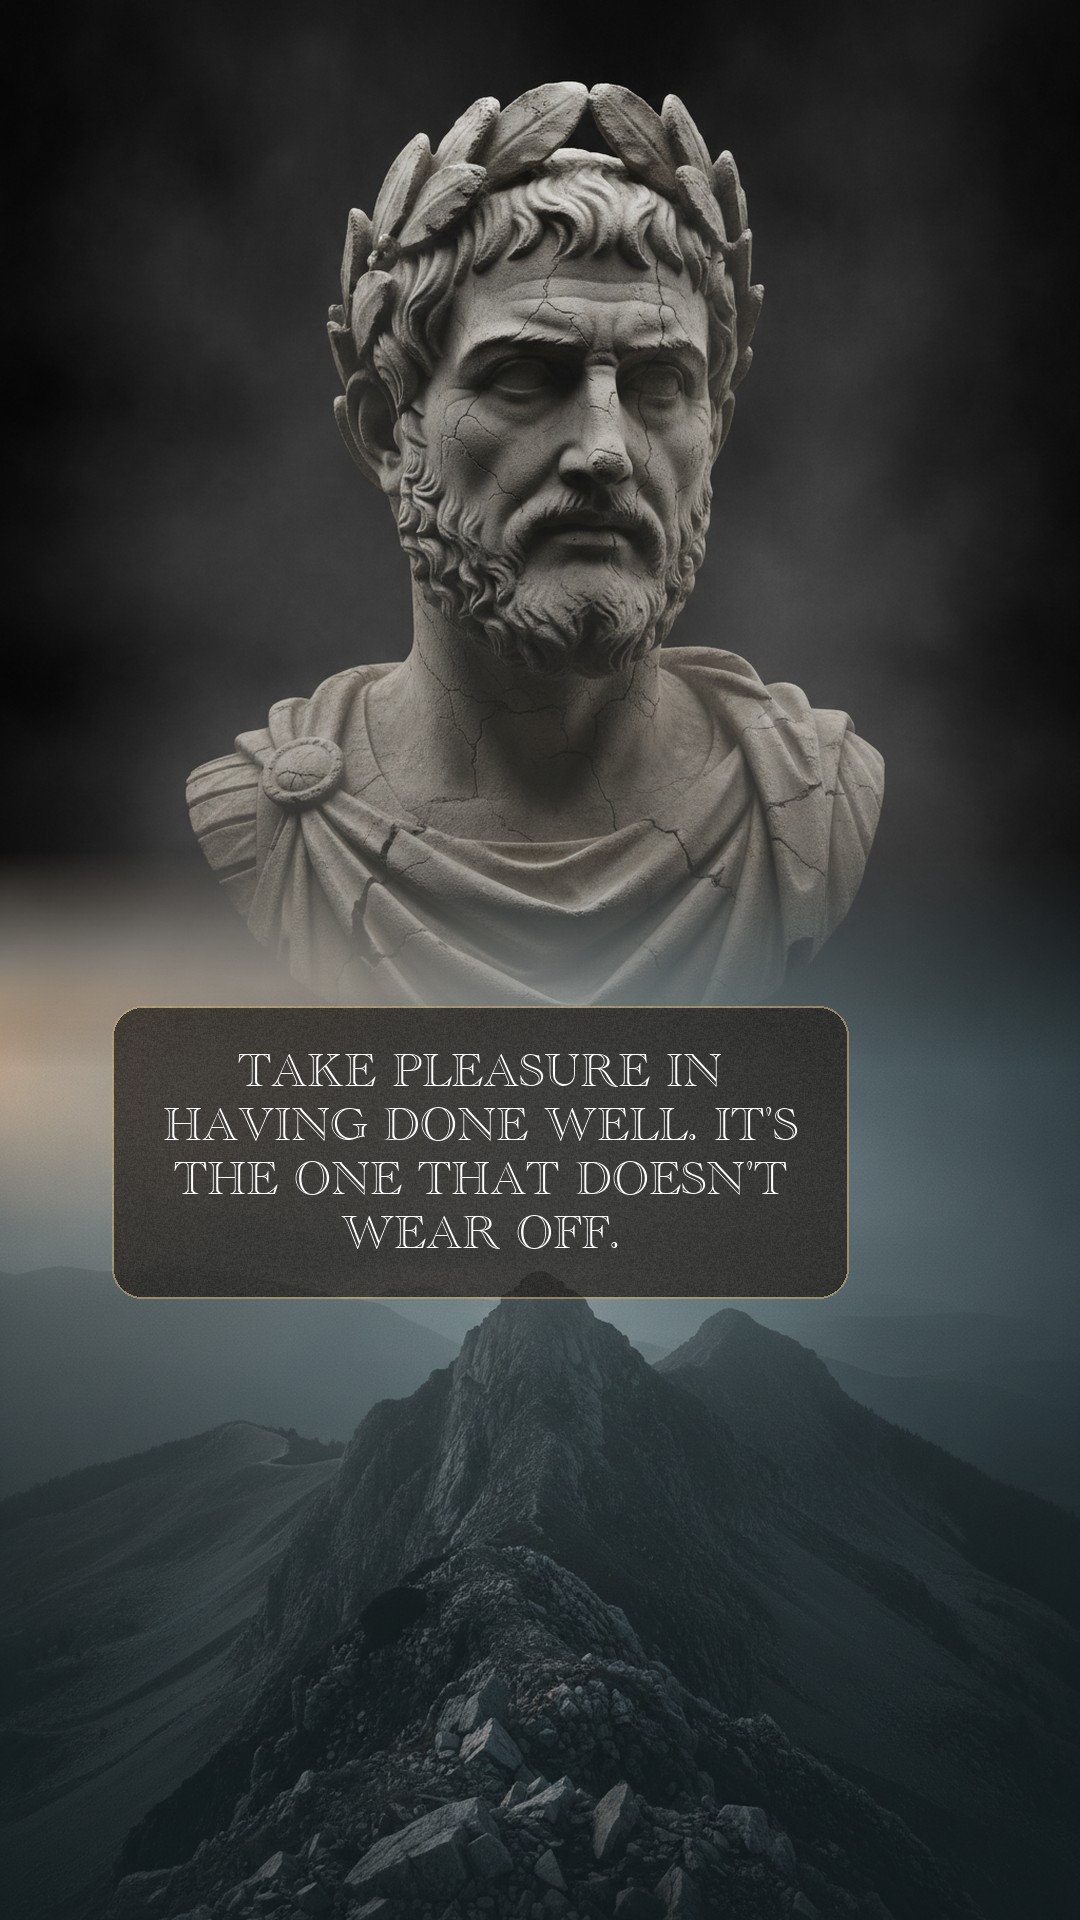 TAKE PLEASURE IN
HAVING DONE WELL. IT'S
THE ONE THAT DOESN'T
WEAR OFF.